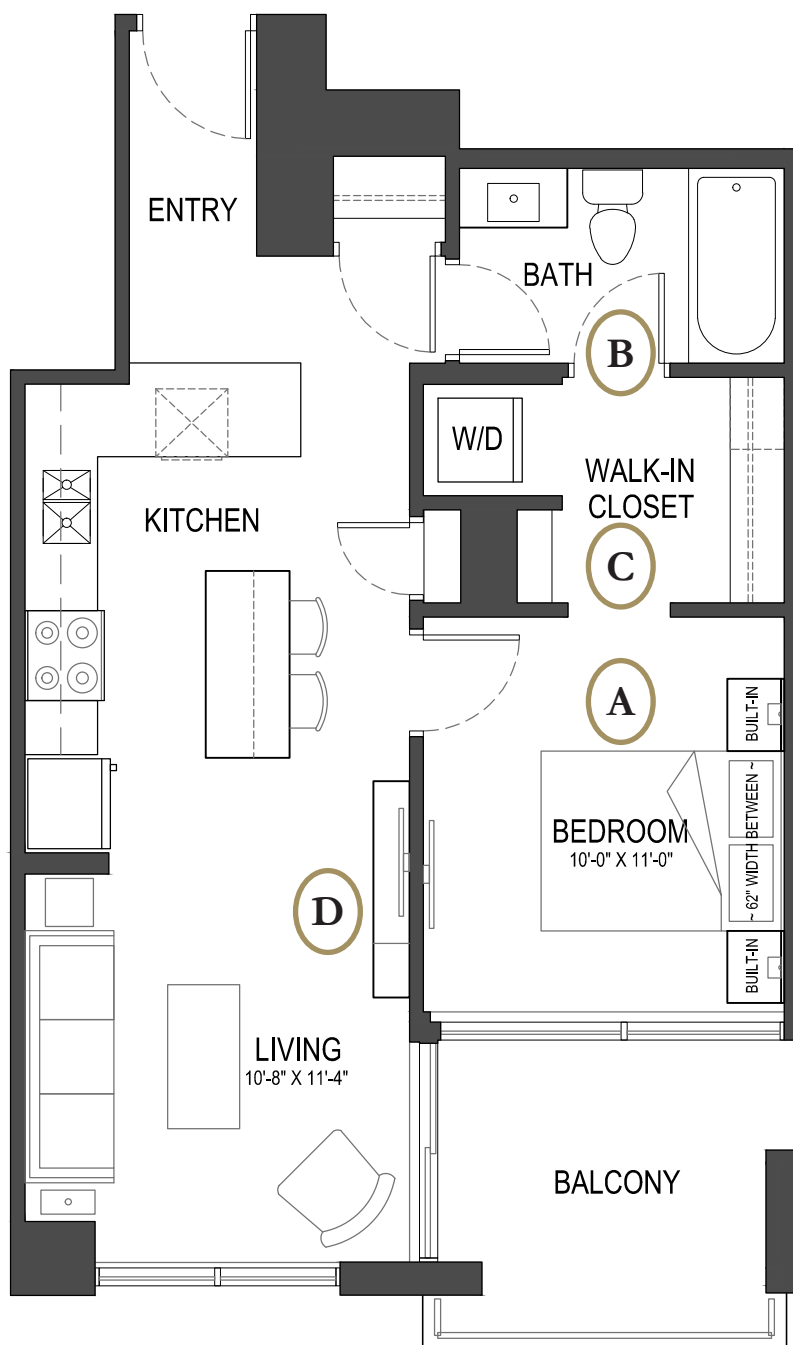 ENTRY
BATH
B
W/D
WALK-IN
CLOSET
KITCHEN
C
A
BUILT-IN
BEDROOM
10'-0" X 11'-0"
~ 62" WIDTH BETWEEN ~
D
BUILT-IN
LIVING
10'-8" X 11'-4"
BALCONY